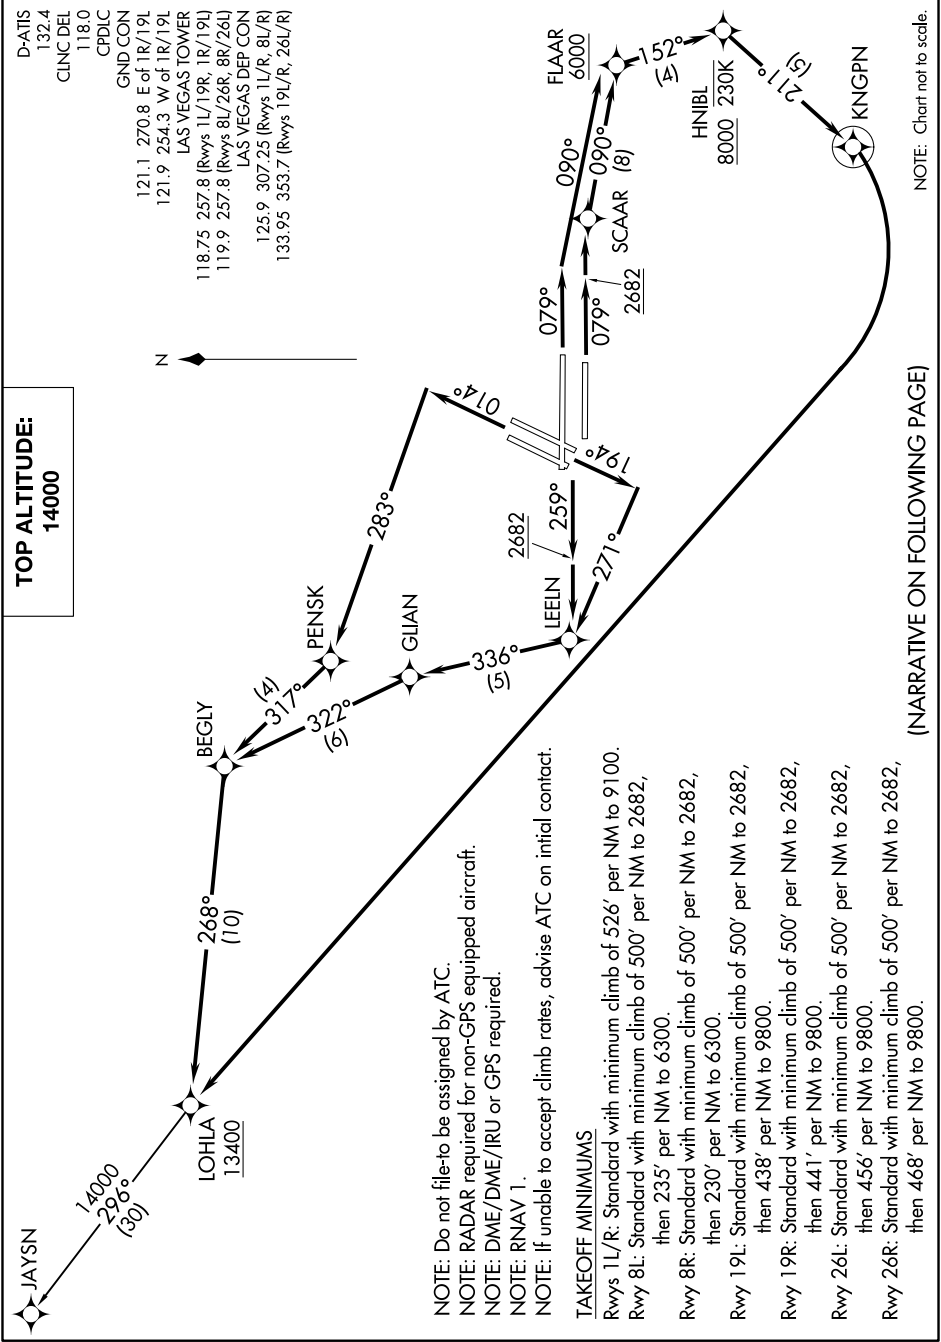 TOP ALTITUDE:
14000
D-ATIS
132.4
CLNC DEL
118.0
CPDLC
GND CON
121.1 270.8 E of 1R/19L
121.9 254.3 W of 1R/19L
LAS VEGAS TOWER
118.75 257.8 (Rwys 1L/19R, 1R/19L)
119.9 257.8 (Rwys 8L/26R, 8R/26L)
LAS VEGAS DEP CON
125.9 307.25 (Rwys 1L/R, 8L/R)
133.95 353.7 (Rwys 19L/R, 26L/R)
N
JAYSN
14000
296°
(30)
LOHLA
13400
268°
(10)
BEGLY
(4)
317°
PENSK
283°
014°
322°
(6)
GLIAN
336°
(5)
LEELN
2682
259°
271°
194°
079°
079°
2682
SCAAR
090°
090°
(8)
FLAAR
6000
152°
(4)
HNIBL
8000 230K
211°
(5)
KNGPN
NOTE: Do not file-to be assigned by ATC.
NOTE: RADAR required for non-GPS equipped aircraft.
NOTE: DME/DME/IRU or GPS required.
NOTE: RNAV 1.
NOTE: If unable to accept climb rates, advise ATC on intial contact.
TAKEOFF MINIMUMS
Rwys 1L/R: Standard with minimum climb of 526' per NM to 9100.
Rwy 8L: Standard with minimum climb of 500' per NM to 2682,
then 235' per NM to 6300.
Rwy 8R: Standard with minimum climb of 500' per NM to 2682,
then 230' per NM to 6300.
Rwy 19L: Standard with minimum climb of 500' per NM to 2682,
then 438' per NM to 9800.
Rwy 19R: Standard with minimum climb of 500' per NM to 2682,
then 441' per NM to 9800.
Rwy 26L: Standard with minimum climb of 500' per NM to 2682,
then 456' per NM to 9800.
Rwy 26R: Standard with minimum climb of 500' per NM to 2682,
then 468' per NM to 9800.
(NARRATIVE ON FOLLOWING PAGE)
NOTE: Chart not to scale.